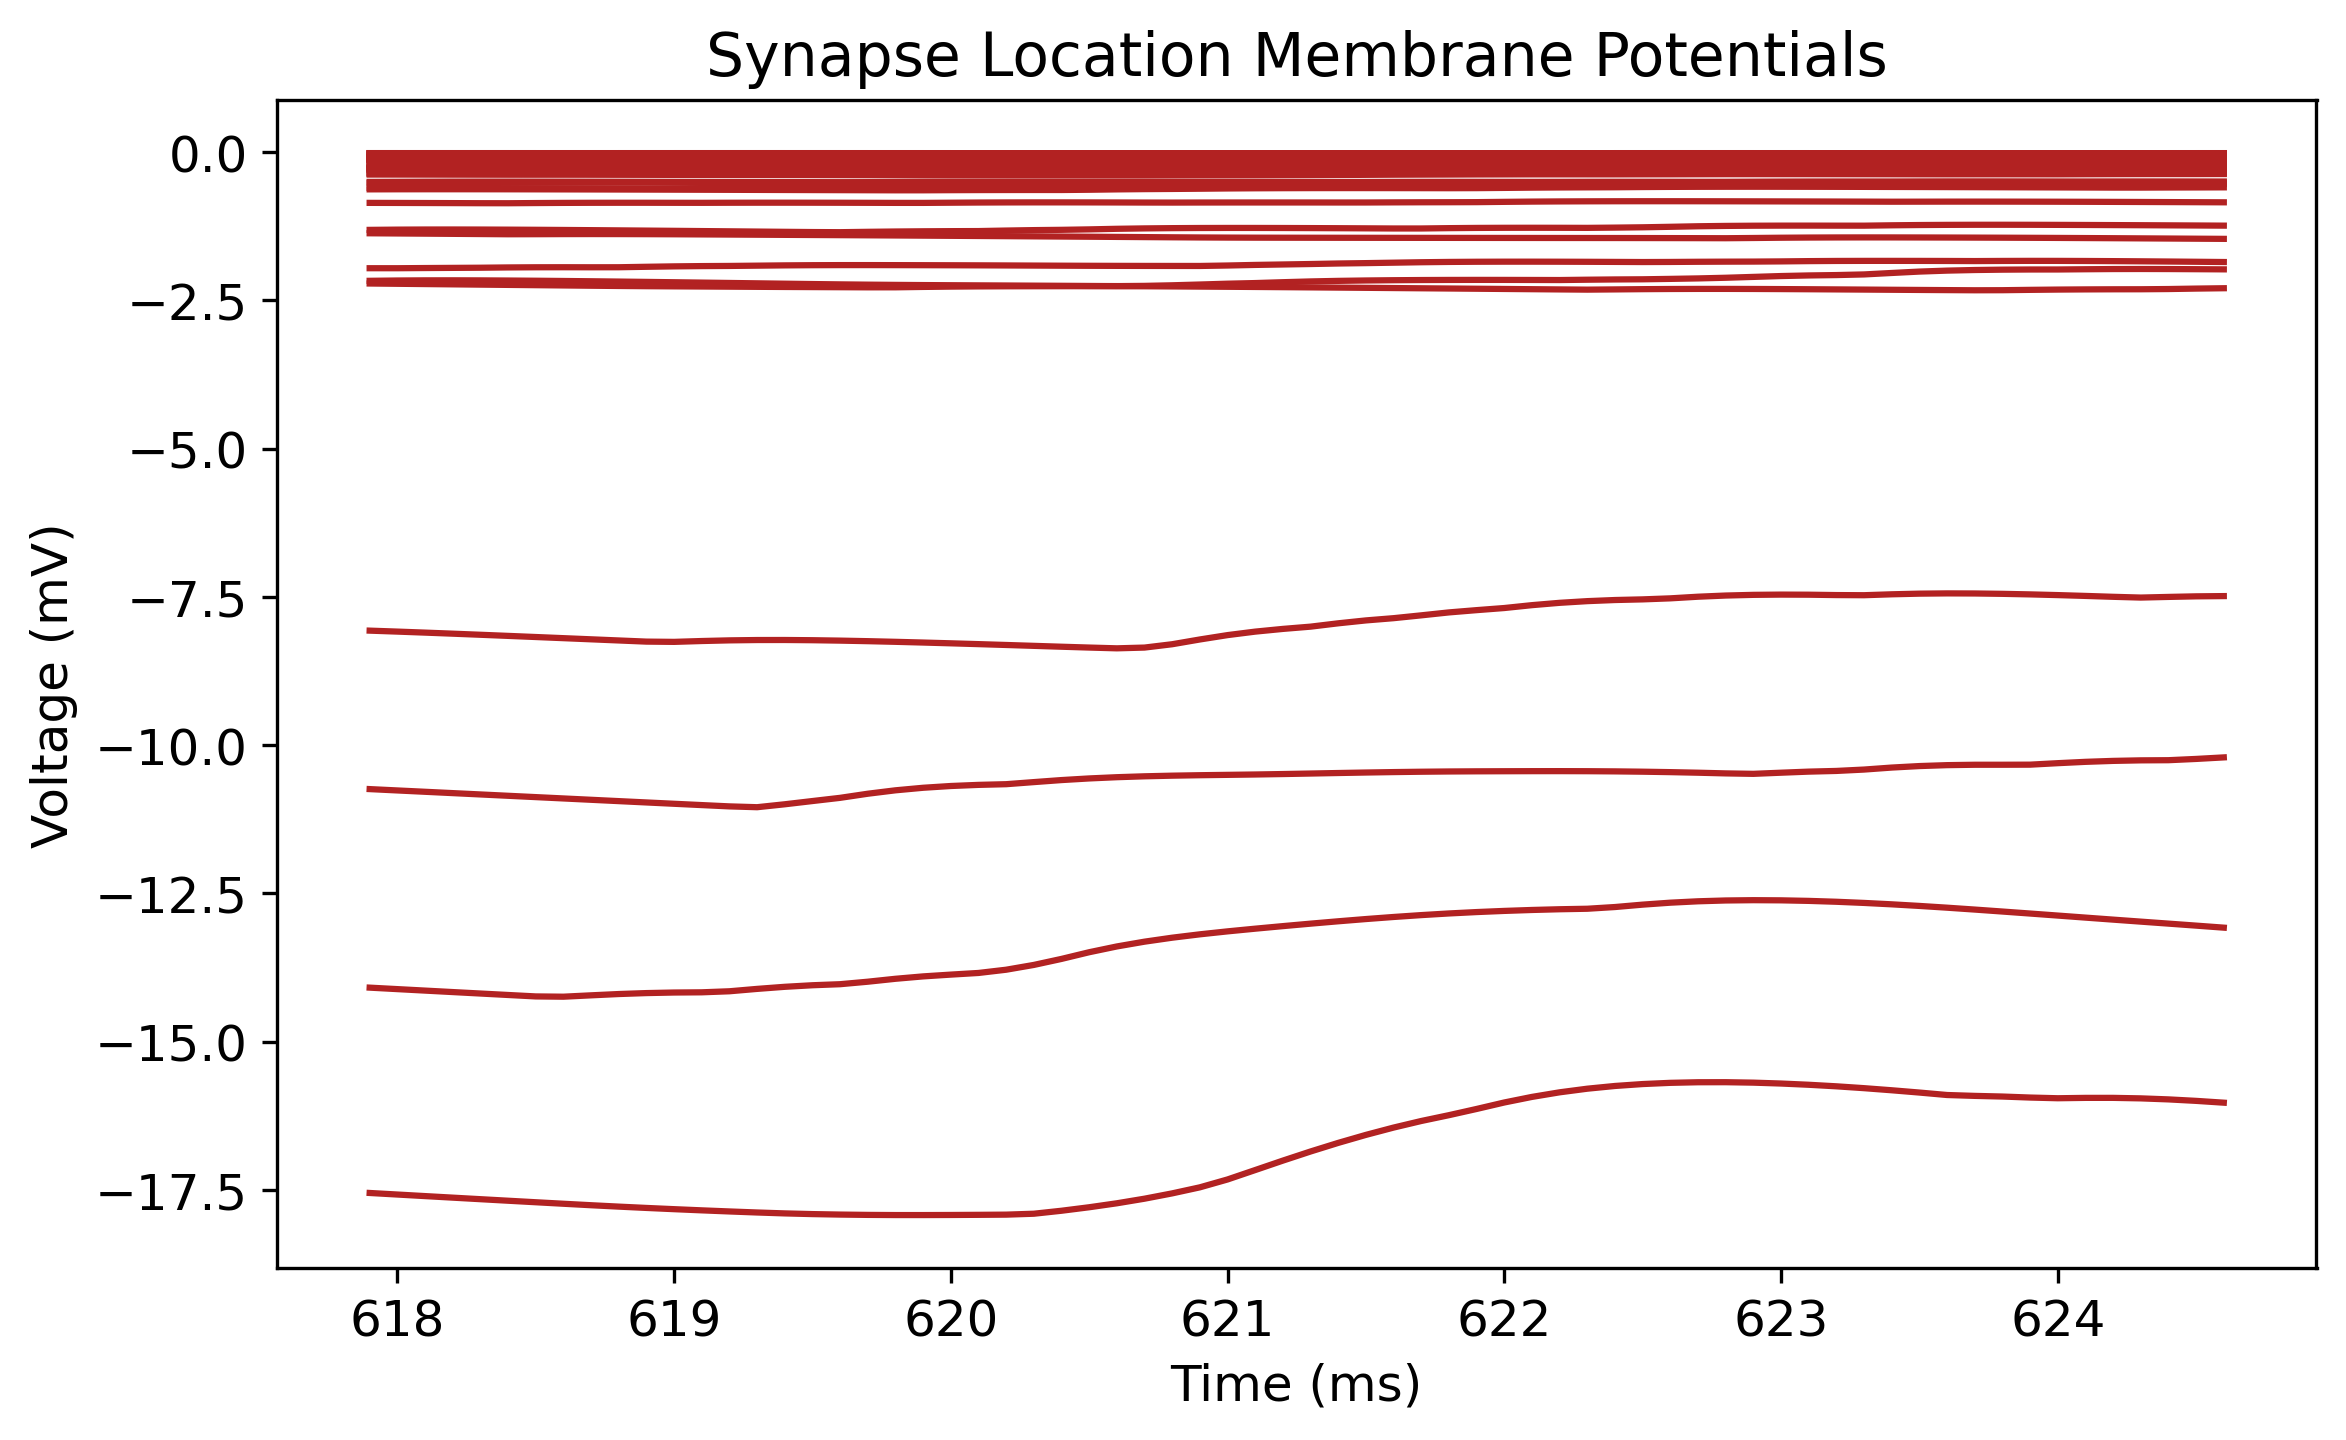 Synapse Location Membrane Potentials
Voltage (mV)
0.0
−2.5
−5.0
−7.5
−10.0
−12.5
−15.0
−17.5
618 619 620 621 622 623 624
Time (ms)